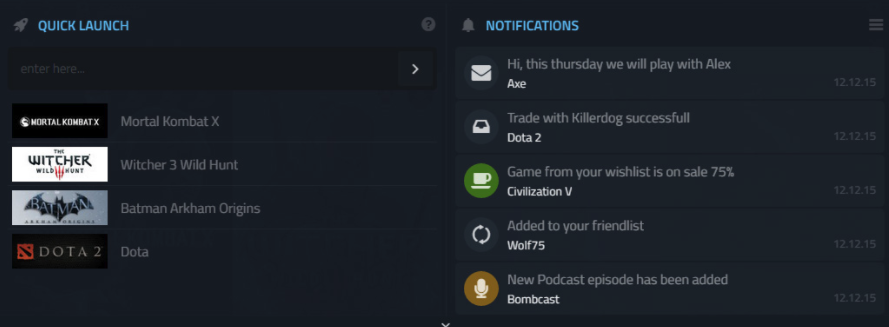 QUICK LAUNCH
?
enter here...
MORTAL KOMBAT X
Mortal Kombat X
THE
WITCHER
WILD HUNT
Witcher 3 Wild Hunt
BATMAN
ARKHAM ORIGINS
Batman Arkham Origins
DOTA 2
Dota
NOTIFICATIONS
Hi, this thursday we will play with Alex
Axe
12.12.15
Trade with Killerdog successfull
Dota 2
12.12.15
Game from your wishlist is on sale 75%
Civilization V
12.12.15
Added to your friendlist
Wolf75
12.12.15
New Podcast episode has been added
Bombcast
12.12.15